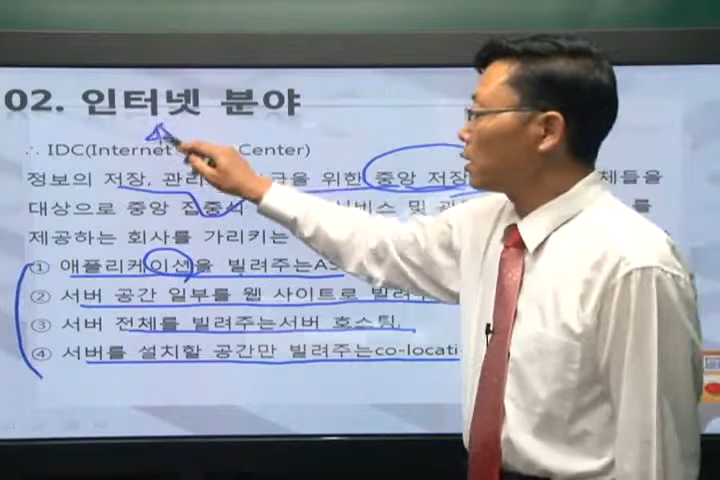 02. 인터넷 분야
∴ IDC(Internet Center)
정보의 저장, 관리 위한 중앙 저장 체들을
대상으로 중앙 집중식 및 를
제공하는 회사를 가리키는
① 애플리케이션을 빌려주는AS
② 서버 공간 일부를 웹 사이트로 빌려
③ 서버 전체를 빌려주는서버 호스팅.
④ 서버를 설치할 공간만 빌려주는co-locati